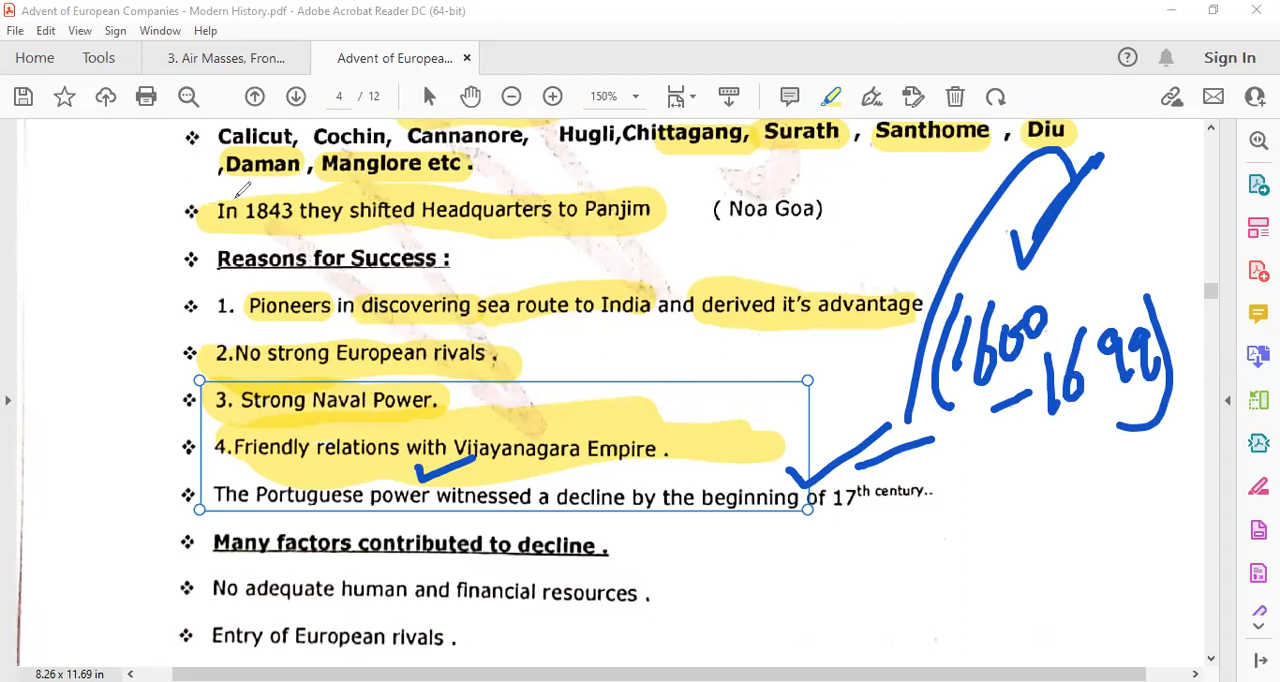 Advent of European Companies - Modern History.pdf - Adobe Acrobat Reader DC (64-bit)
File Edit View Sign Window Help
Home Tools 3. Air Masses, Fron... Advent of Europea... × Sign In
4 / 12 150%
Calicut, Cochin, Cannanore, Hugli,Chittagang, Surath , Santhome , Diu
,Daman , Manglore etc .
In 1843 they shifted Headquarters to Panjim ( Noa Goa)
Reasons for Success :
1. Pioneers in discovering sea route to India and derived it's advantage
2.No strong European rivals .
3. Strong Naval Power.
4.Friendly relations with Vijayanagara Empire .
The Portuguese power witnessed a decline by the beginning of 17th century..
(1600
- 1699)
Many factors contributed to decline .
No adequate human and financial resources .
Entry of European rivals .
8.26 x 11.69 in